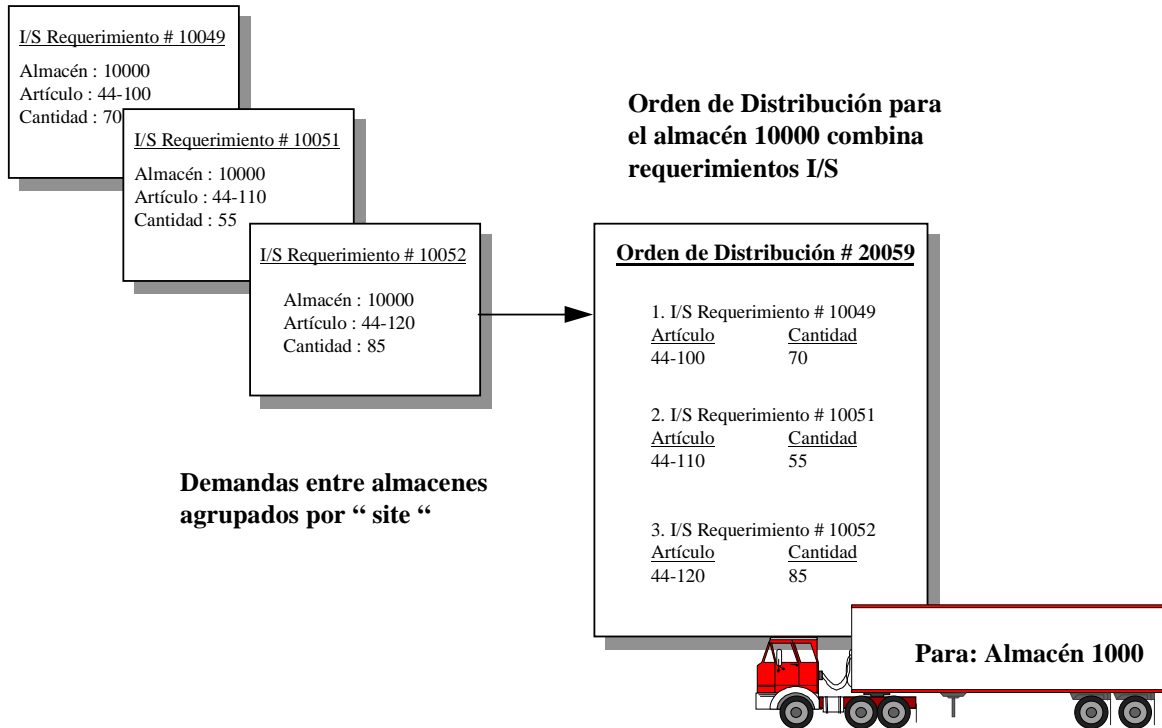 I/S Requerimiento # 10049
Almacén : 10000
Artículo : 44-100
Cantidad : 70
I/S Requerimiento # 10051
Almacén : 10000
Artículo : 44-110
Cantidad : 55
I/S Requerimiento # 10052
Almacén : 10000
Artículo : 44-120
Cantidad : 85
Demandas entre almacenes
agrupados por “ site “
Orden de Distribución para
el almacén 10000 combina
requerimientos I/S
Orden de Distribución # 20059
1. I/S Requerimiento # 10049
Artículo Cantidad
44-100 70
2. I/S Requerimiento # 10051
Artículo Cantidad
44-110 55
3. I/S Requerimiento # 10052
Artículo Cantidad
44-120 85
Para: Almacén 1000